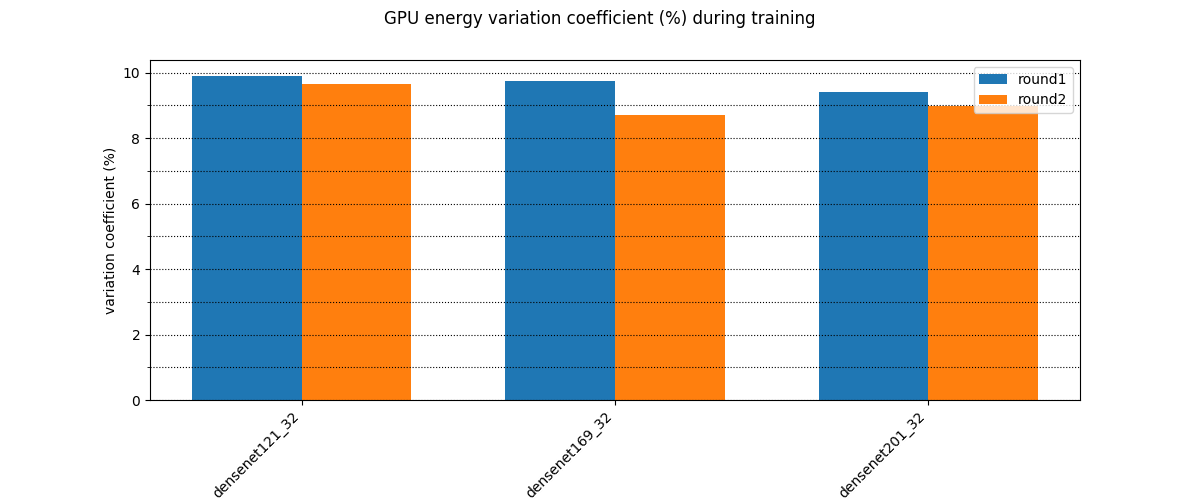 GPU energy variation coefficient (%) during training
variation coefficient (%)
10
8
6
4
2
0
round1
round2
densenet121_32
densenet169_32
densenet201_32